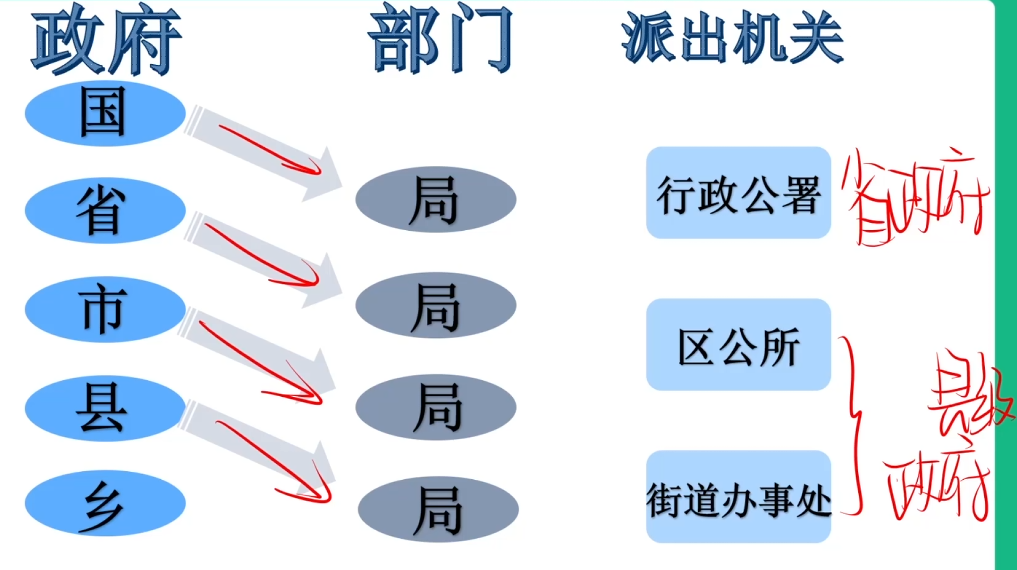 政府
部门
派出机关
国
省
市
县
乡
局
局
局
局
行政公署
省政府
区公所
街道办事处
县级
政府